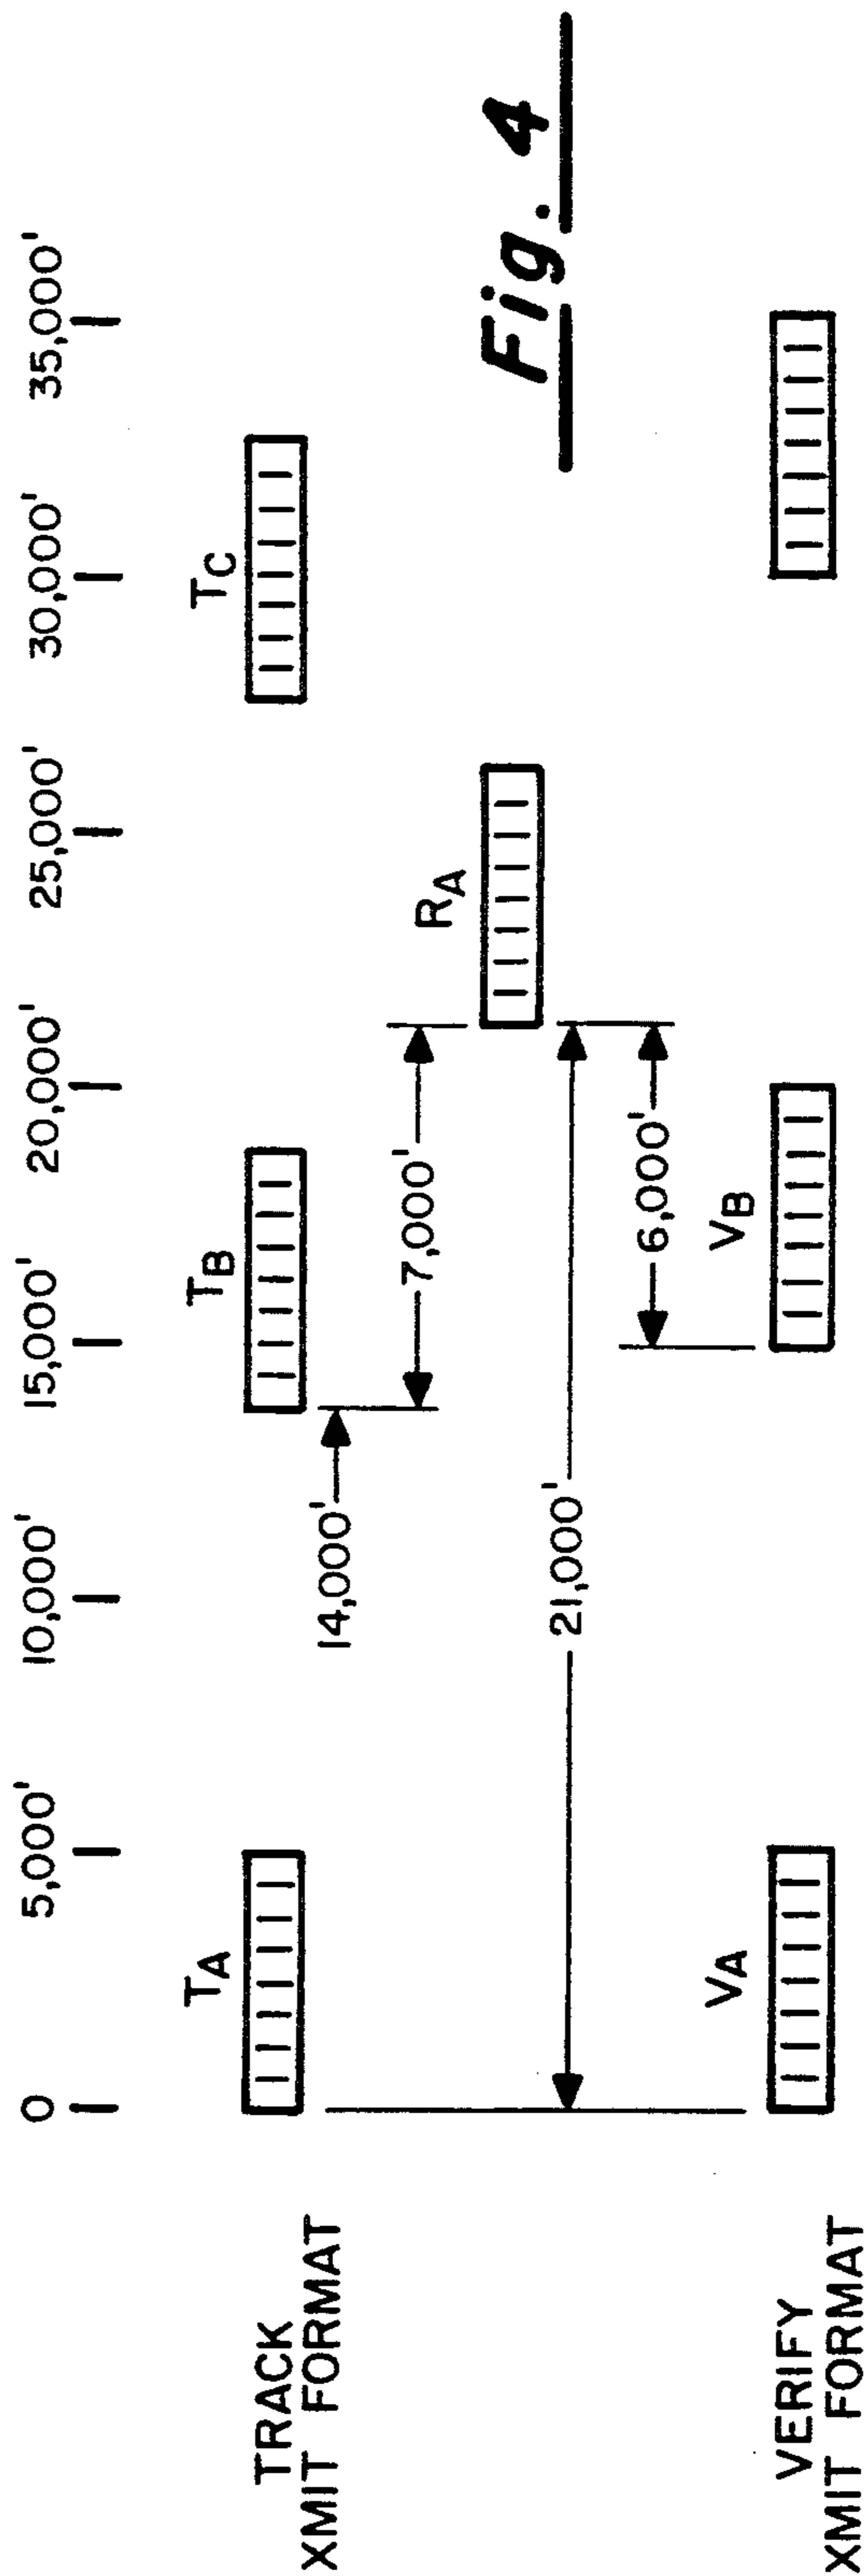 0 5,000' 10,000' 15,000' 20,000' 25,000' 30,000' 35,000'
TRACK
XMIT FORMAT
TA TB TC
14,000'
7,000'
RA
21,000'
6,000'
Fig. 4
VERIFY
XMIT FORMAT
VA VB